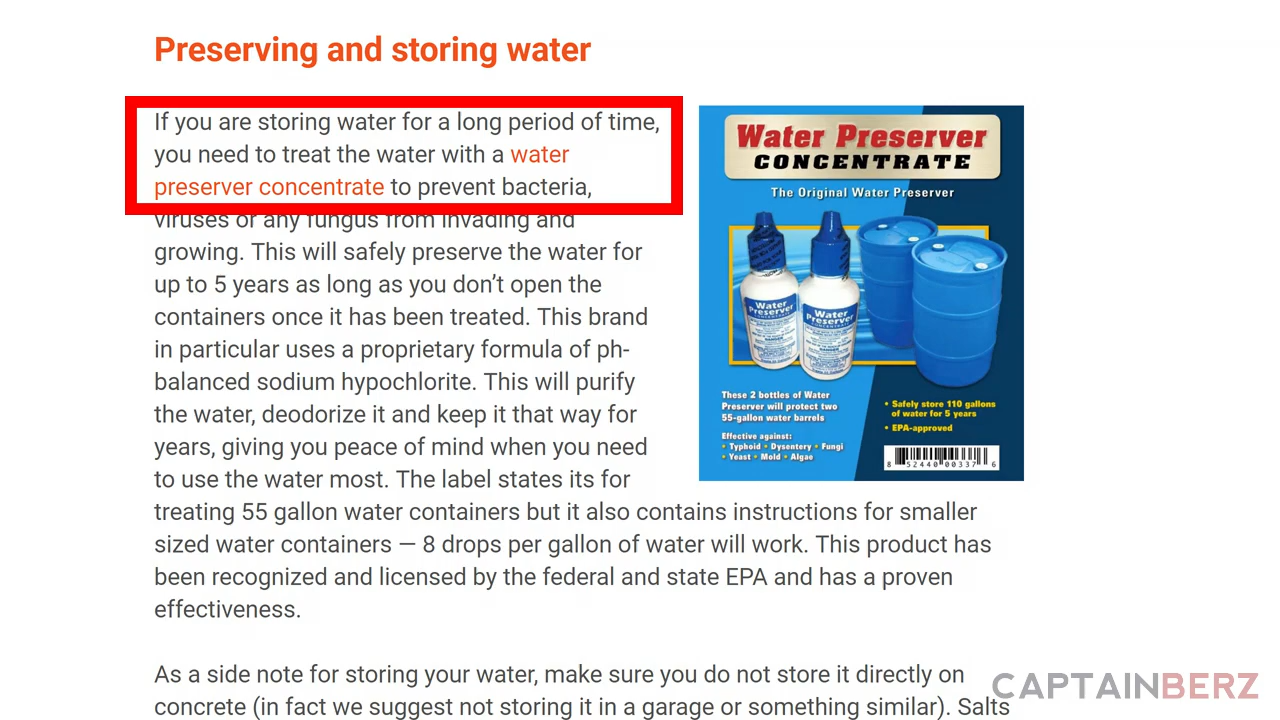 Preserving and storing water
If you are storing water for a long period of time,
you need to treat the water with a water
preserver concentrate to prevent bacteria,
viruses or any fungus from invading and
growing. This will safely preserve the water for
up to 5 years as long as you don’t open the
containers once it has been treated. This brand
in particular uses a proprietary formula of ph-
balanced sodium hypochlorite. This will purify
the water, deodorize it and keep it that way for
years, giving you peace of mind when you need
to use the water most. The label states its for
treating 55 gallon water containers but it also contains instructions for smaller
sized water containers — 8 drops per gallon of water will work. This product has
been recognized and licensed by the federal and state EPA and has a proven
effectiveness.
As a side note for storing your water, make sure you do not store it directly on
concrete (in fact we suggest not storing it in a garage or something similar). Salts
Water Preserver
CONCENTRATE
The Original Water Preserver
Water
Preserver
Water
Preserver
These 2 bottles of Water
Preserver will protect two
55-gallon water barrels
Effective against:
• Typhoid • Dysentery • Fungi
• Yeast • Mold • Algae
• Safely store 110 gallons
of water for 5 years
• EPA-approved
8 52440 00337 6
CAPTAINBERZ